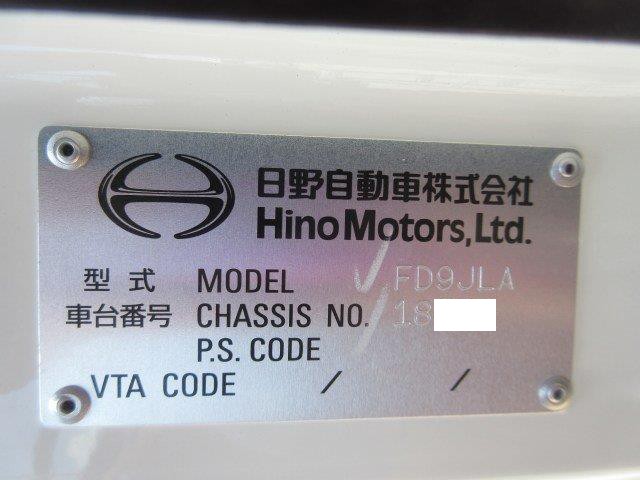 日野自動車株式会社
Hino Motors, Ltd.
型式 MODEL FD9JLA
車台番号 CHASSIS NO. 18
P.S. CODE
VTA CODE / /